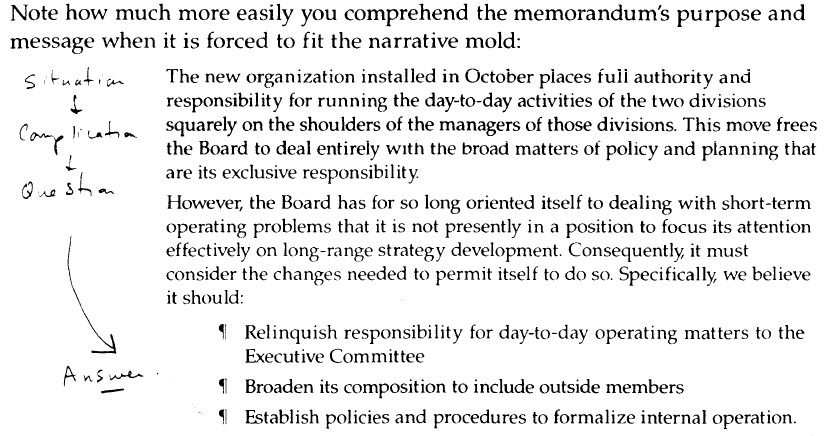 Note how much more easily you comprehend the memorandum's purpose and
message when it is forced to fit the narrative mold:
Situation
↓
Complication
↓
Question
Answer.
The new organization installed in October places full authority and
responsibility for running the day-to-day activities of the two divisions
squarely on the shoulders of the managers of those divisions. This move frees
the Board to deal entirely with the broad matters of policy and planning that
are its exclusive responsibility.
However, the Board has for so long oriented itself to dealing with short-term
operating problems that it is not presently in a position to focus its attention
effectively on long-range strategy development. Consequently, it must
consider the changes needed to permit itself to do so. Specifically, we believe
it should:
¶ Relinquish responsibility for day-to-day operating matters to the
Executive Committee
¶ Broaden its composition to include outside members
¶ Establish policies and procedures to formalize internal operation.